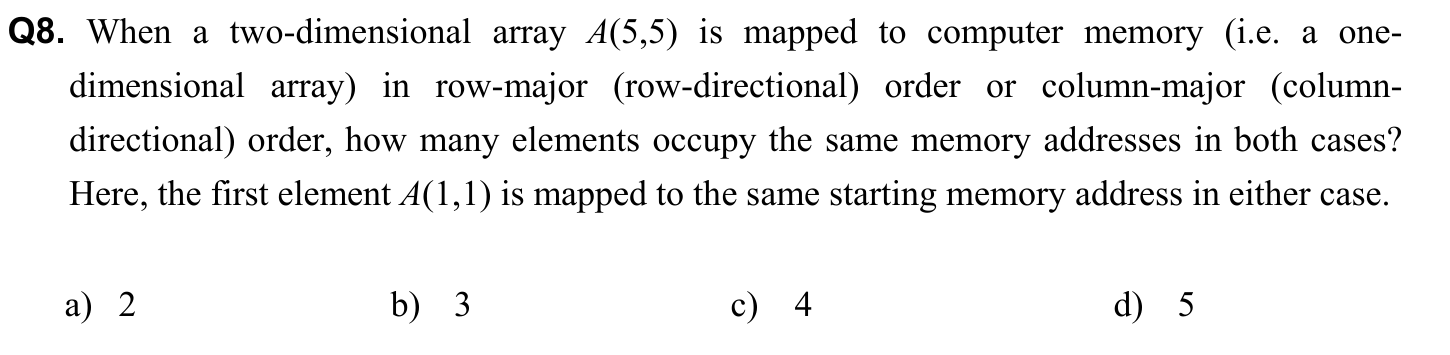 Q8. When a two-dimensional array A(5,5) is mapped to computer memory (i.e. a one-
dimensional array) in row-major (row-directional) order or column-major (column-
directional) order, how many elements occupy the same memory addresses in both cases?
Here, the first element A(1,1) is mapped to the same starting memory address in either case.
a) 2 b) 3 c) 4 d) 5